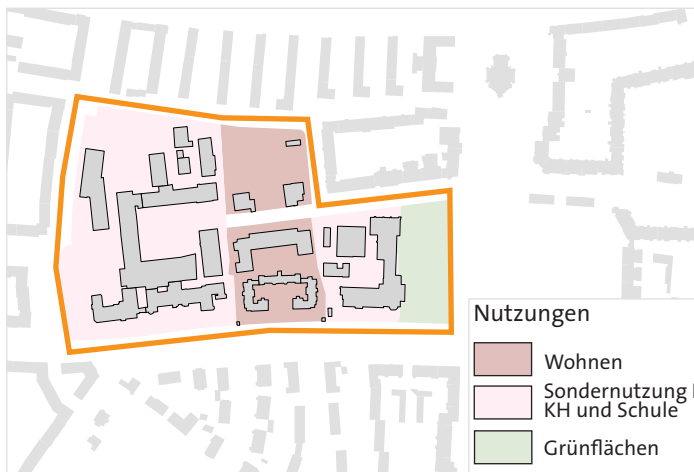 Nutzungen
Wohnen
Sondernutzung
KH und Schule
Grünflächen